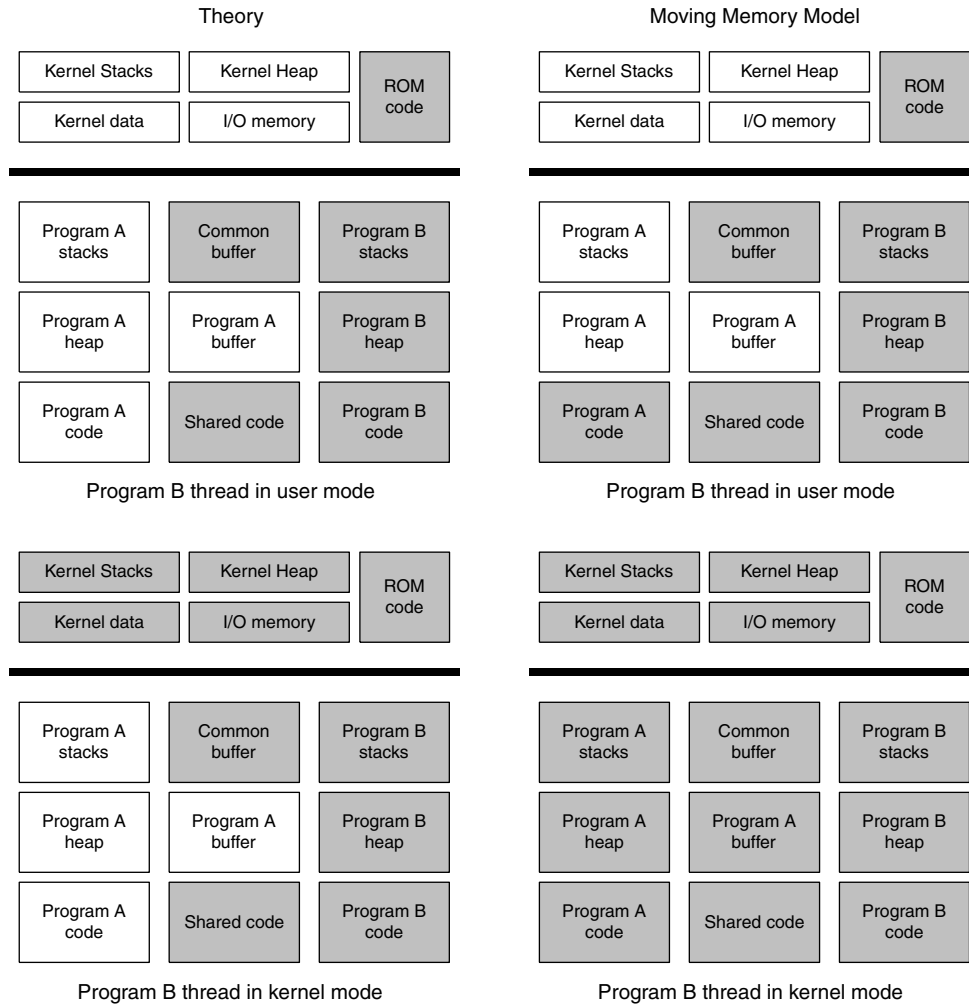 Theory
Moving Memory Model
Kernel Stacks
Kernel Heap
ROM
code
Kernel data
I/O memory
Kernel Stacks
Kernel Heap
ROM
code
Kernel data
I/O memory
Program A
stacks
Common
buffer
Program B
stacks
Program A
heap
Program A
buffer
Program B
heap
Program A
code
Shared code
Program B
code
Program B thread in user mode
Program A
stacks
Common
buffer
Program B
stacks
Program A
heap
Program A
buffer
Program B
heap
Program A
code
Shared code
Program B
code
Program B thread in user mode
Kernel Stacks
Kernel Heap
ROM
code
Kernel data
I/O memory
Kernel Stacks
Kernel Heap
ROM
code
Kernel data
I/O memory
Program A
stacks
Common
buffer
Program B
stacks
Program A
heap
Program A
buffer
Program B
heap
Program A
code
Shared code
Program B
code
Program B thread in kernel mode
Program A
stacks
Common
buffer
Program B
stacks
Program A
heap
Program A
buffer
Program B
heap
Program A
code
Shared code
Program B
code
Program B thread in kernel mode